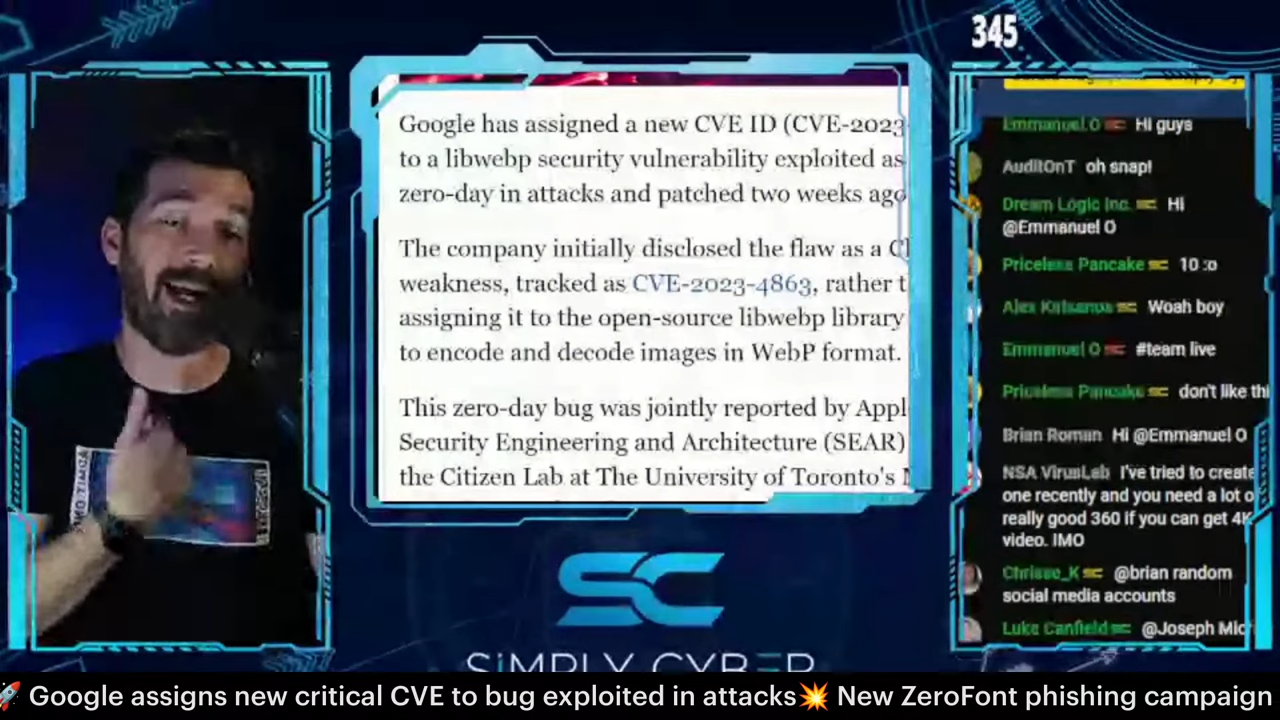 345
Google has assigned a new CVE ID (CVE-2023-
to a libwebp security vulnerability exploited as
zero-day in attacks and patched two weeks ago
The company initially disclosed the flaw as a
weakness, tracked as CVE-2023-4863, rather
assigning it to the open-source libwebp library
to encode and decode images in WebP format.
This zero-day bug was jointly reported by Appl
Security Engineering and Architecture (SEAR)
the Citizen Lab at The University of Toronto's
Emmanuel O Hi guys
AuditOnT oh snap!
Dream Logic Inc. Hi
@Emmanuel O
Priceless Pancake 10 :o
Alex Woah boy
Emmanuel O #team live
Priceless Pancake don't like thi
Brian Roman Hi @Emmanuel O
NSA VirusLab I've tried to create
one recently and you need a lot o
really good 360 if you can get 4K
video. IMO
Chrisse_K @brian random
social media accounts
Luke Canfield @Joseph
SC
SiMPLY CYBER
🚀 Google assigns new critical CVE to bug exploited in attacks💥 New ZeroFont phishing campaign